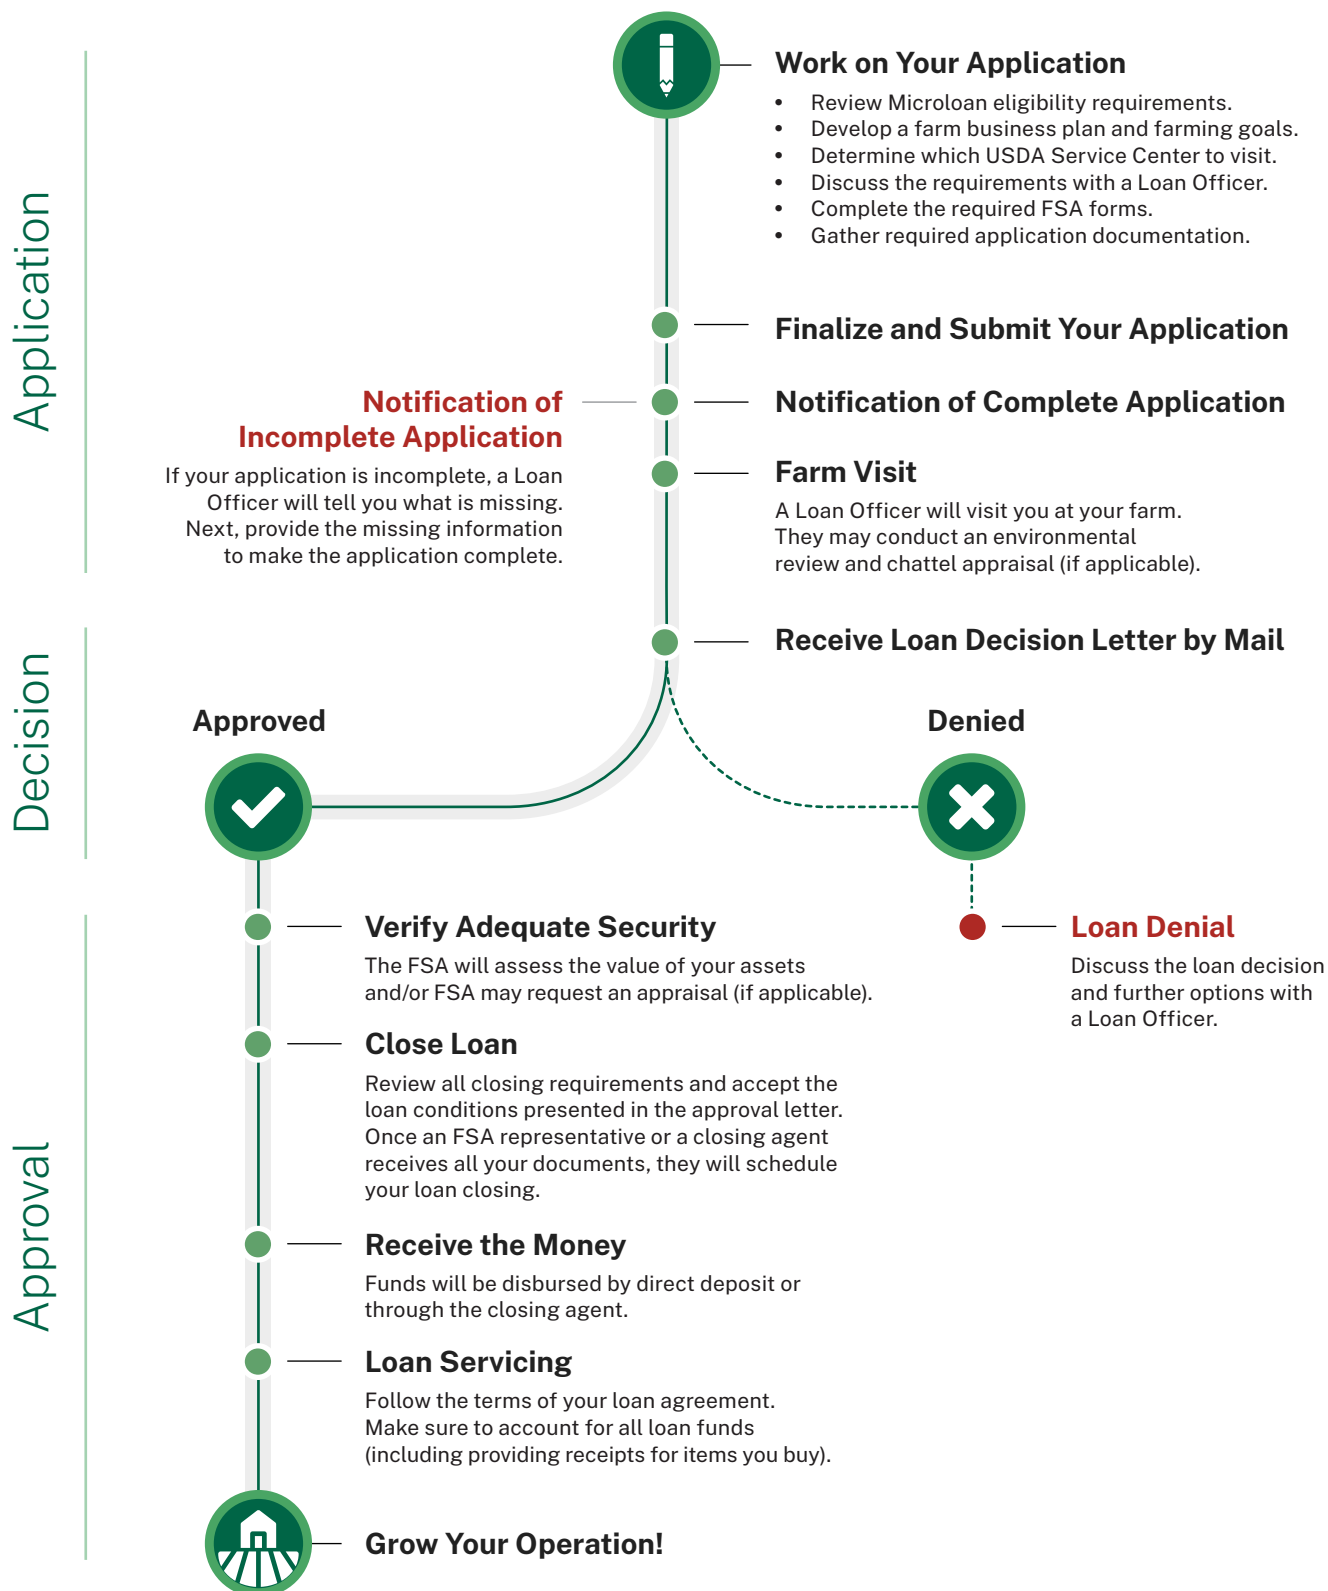 Application
Work on Your Application
• Review Microloan eligibility requirements.
• Develop a farm business plan and farming goals.
• Determine which USDA Service Center to visit.
• Discuss the requirements with a Loan Officer.
• Complete the required FSA forms.
• Gather required application documentation.
Finalize and Submit Your Application
Notification of
Incomplete Application
If your application is incomplete, a Loan
Officer will tell you what is missing.
Next, provide the missing information
to make the application complete.
Notification of Complete Application
Farm Visit
A Loan Officer will visit you at your farm.
They may conduct an environmental
review and chattel appraisal (if applicable).
Decision
Receive Loan Decision Letter by Mail
Approved
Denied
Approval
Verify Adequate Security
The FSA will assess the value of your assets
and/or FSA may request an appraisal (if applicable).
Loan Denial
Discuss the loan decision
and further options with
a Loan Officer.
Close Loan
Review all closing requirements and accept the
loan conditions presented in the approval letter.
Once an FSA representative or a closing agent
receives all your documents, they will schedule
your loan closing.
Receive the Money
Funds will be disbursed by direct deposit or
through the closing agent.
Loan Servicing
Follow the terms of your loan agreement.
Make sure to account for all loan funds
(including providing receipts for items you buy).
Grow Your Operation!